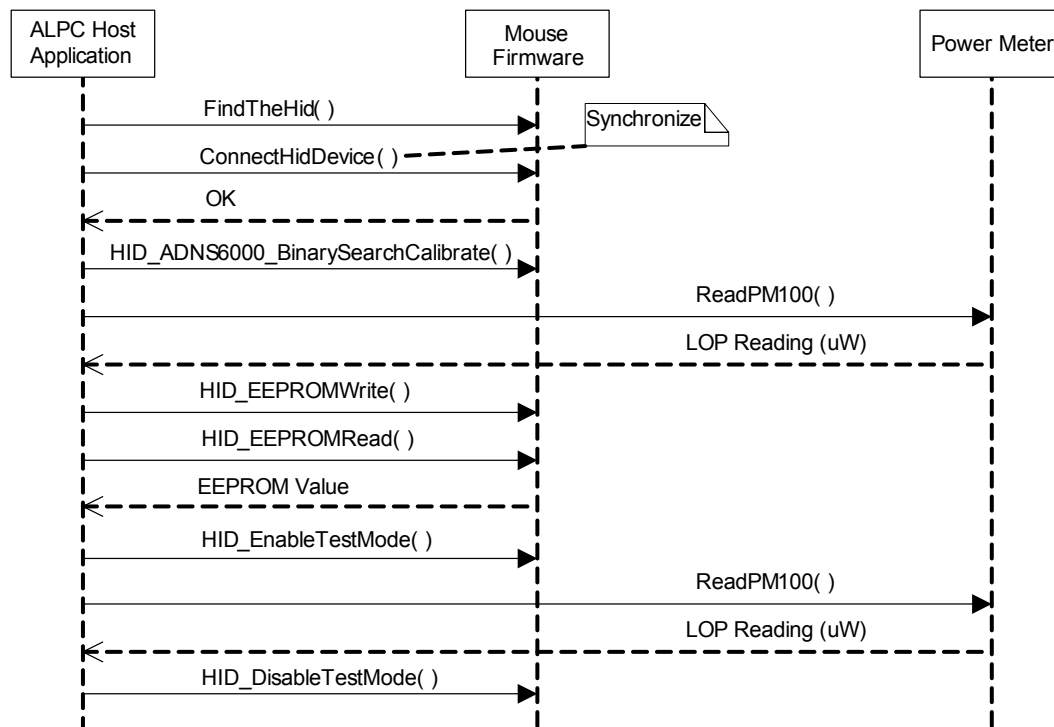 ALPC Host
Application
Mouse
Firmware
Power Meter
FindTheHid( )
Synchronize
ConnectHidDevice( )
OK
HID_ADNS6000_BinarySearchCalibrate( )
ReadPM100( )
LOP Reading (uW)
HID_EEPROMWrite( )
HID_EEPROMRead( )
EEPROM Value
HID_EnableTestMode( )
ReadPM100( )
LOP Reading (uW)
HID_DisableTestMode( )